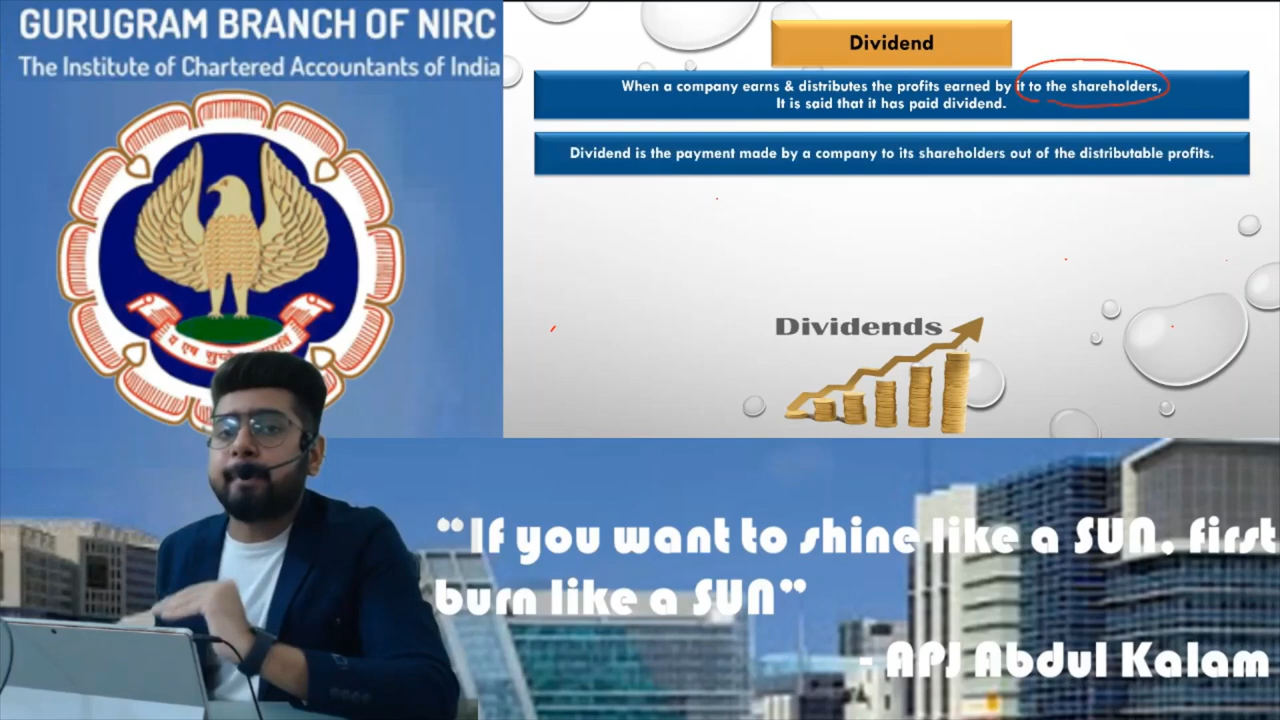 GURUGRAM BRANCH OF NIRC
The Institute of Chartered Accountants of India
य एष सुप्तेषु जागर्ति
Dividend
When a company earns & distributes the profits earned by it to the shareholders,
It is said that it has paid dividend.
Dividend is the payment made by a company to its shareholders out of the distributable profits.
Dividends
“If you want to shine like a SUN, first
burn like a SUN”
- APJ Abdul Kalam